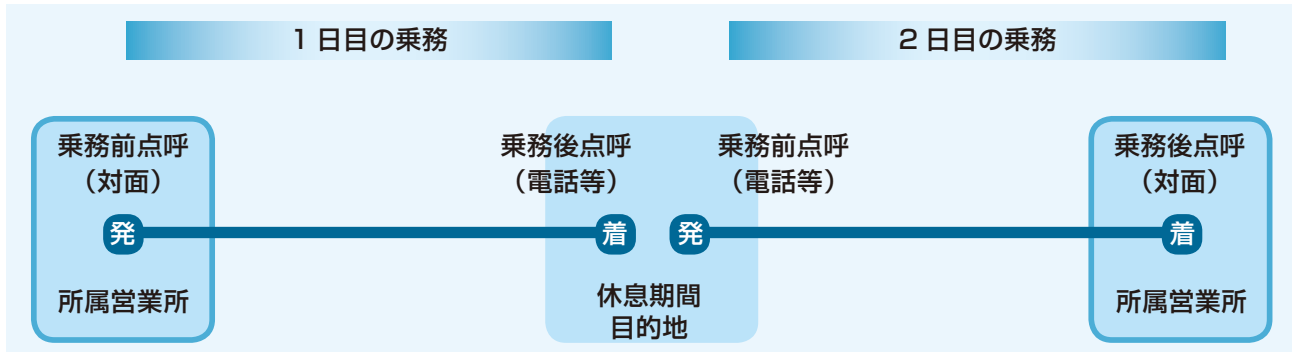 1日目の乗務
2日目の乗務
乗務前点呼
（対面）
乗務後点呼
（電話等）
乗務前点呼
（電話等）
乗務後点呼
（対面）
発
着
発
着
所属営業所
休息期間
目的地
所属営業所